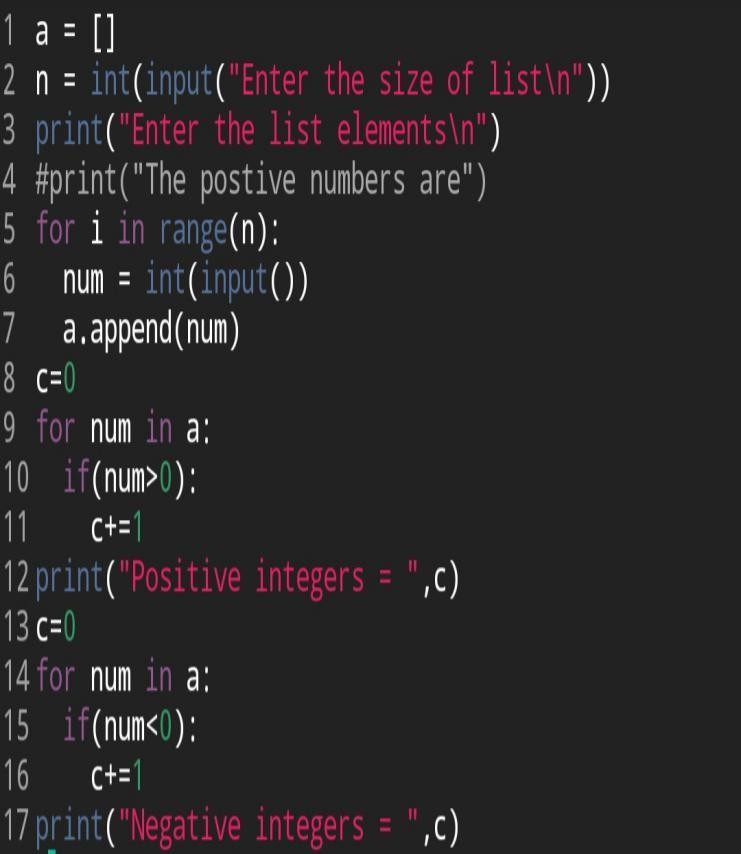 1 a = []
2 n = int(input("Enter the size of list\n"))
3 print("Enter the list elements\n")
4 #print("The postive numbers are")
5 for i in range(n):
6   num = int(input())
7   a.append(num)
8 c=0
9 for num in a:
10   if(num>0):
11     c+=1
12 print("Positive integers = ",c)
13 c=0
14 for num in a:
15   if(num<0):
16     c+=1
17 print("Negative integers = ",c)